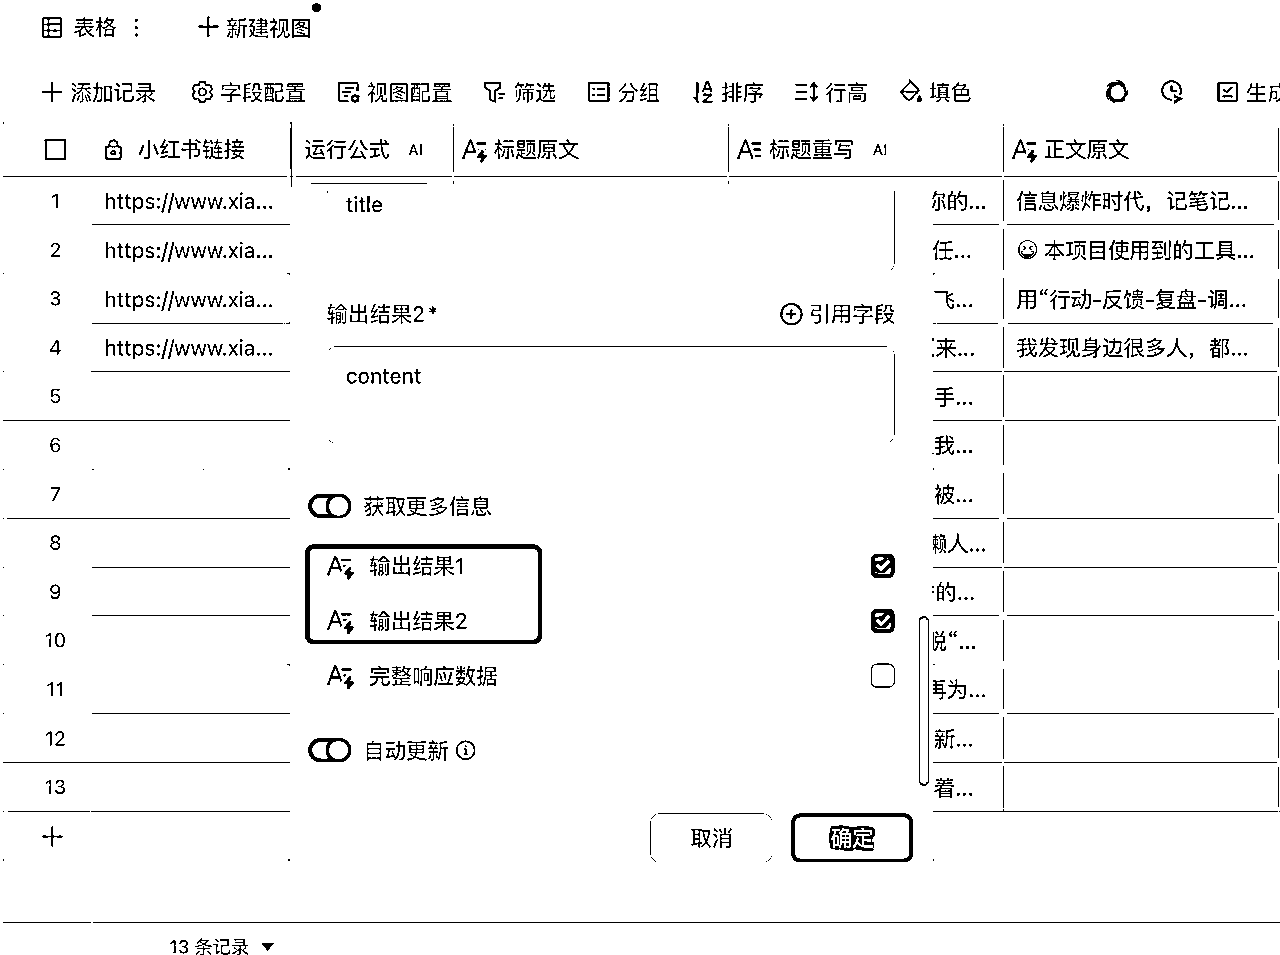 表格 新建视图
添加记录 字段配置 视图配置 筛选 分组 排序 行高 填色 生成
小红书链接 运行公式 AI 标题原文 标题重写 AI 正文原文
1 https://www.xia... title 你的... 信息爆炸时代，记笔记...
2 https://www.xia... 任... 😆 本项目使用到的工具...
输出结果2* 引用字段
3 https://www.xia... 飞... 用“行动-反馈-复盘-调...
4 https://www.xia... 来... 我发现身边很多人，都...
content
5 手...
6 我...
7 被...
获取更多信息
8 懒人...
输出结果1
9 的...
输出结果2
10 脱“...
完整响应数据
11 再为...
12 新...
自动更新
13 着...
取消 确定
13 条记录